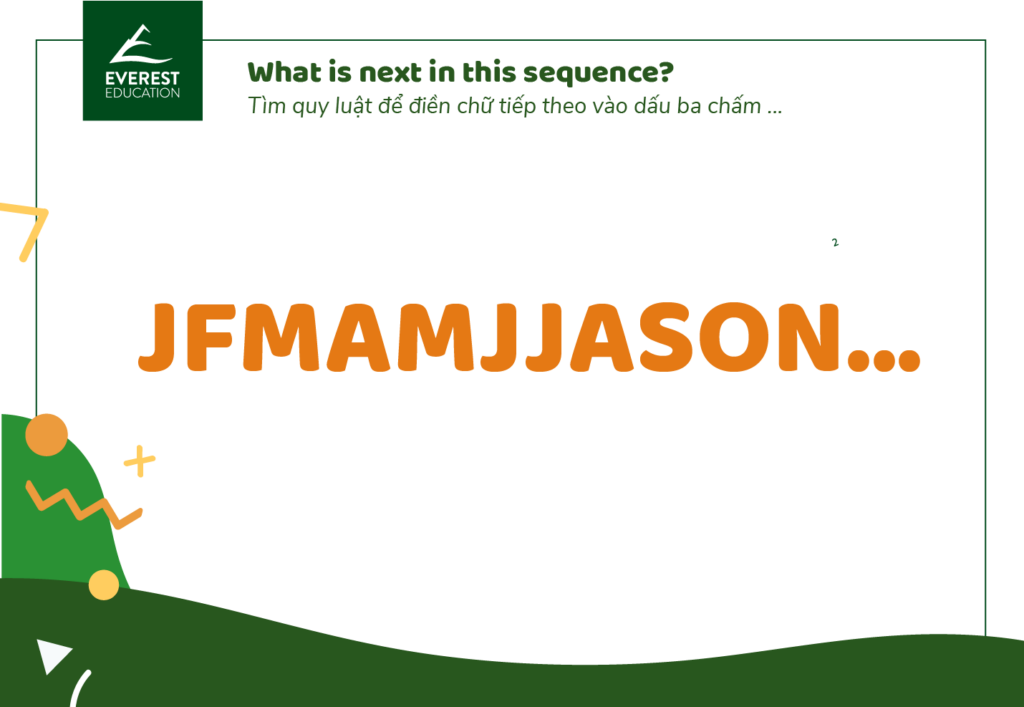 EVEREST
EDUCATION
What is next in this sequence?
Tìm quy luật để điền chữ tiếp theo vào dấu ba chấm ...
2
JFMAMJJASON...